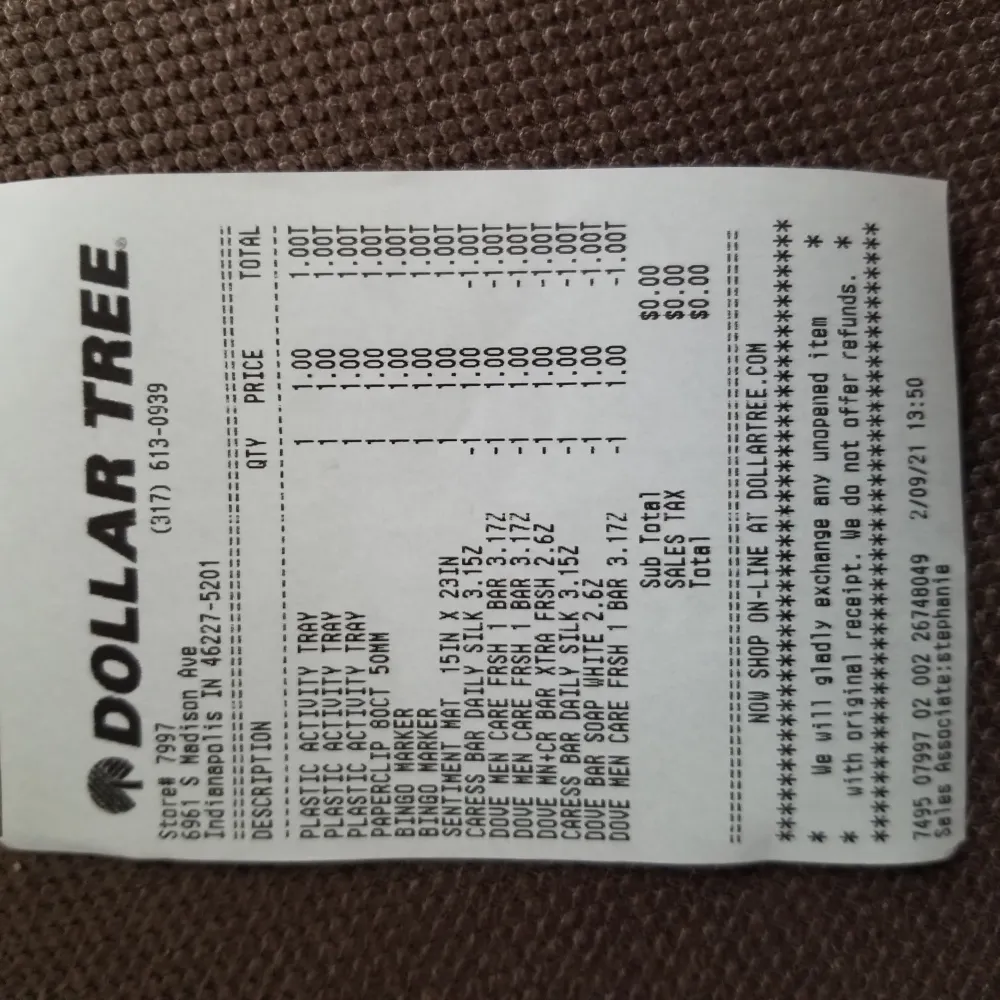 DOLLAR TREE®
Store# 7997 (317) 613-0939
6961 S Madison Ave
Indianapolis IN 46227-5201
DESCRIPTION QTY PRICE TOTAL
PLASTIC ACTIVITY TRAY 1 1.00 1.00T
PLASTIC ACTIVITY TRAY 1 1.00 1.00T
PLASTIC ACTIVITY TRAY 1 1.00 1.00T
PAPERCLIP 80CT 50MM 1 1.00 1.00T
BINGO MARKER 1 1.00 1.00T
BINGO MARKER 1 1.00 1.00T
SENTIMENT MAT 15IN X 23IN 1 1.00 1.00T
CARESS BAR DAILY SILK 3.15Z -1 1.00 -1.00T
DOVE MEN CARE FRSH 1 BAR 3.17Z -1 1.00 -1.00T
DOVE MEN CARE FRSH 1 BAR 3.17Z -1 1.00 -1.00T
DOVE MN+CR BAR XTRA FRSH 2.6Z -1 1.00 -1.00T
CARESS BAR DAILY SILK 3.15Z -1 1.00 -1.00T
DOVE BAR SOAP WHITE 2.6Z -1 1.00 -1.00T
DOVE MEN CARE FRSH 1 BAR 3.17Z -1 1.00 -1.00T
Sub Total $0.00
SALES TAX $0.00
Total $0.00
NOW SHOP ON-LINE AT DOLLARTREE.COM
* We will gladly exchange any unopened item *
* with original receipt. We do not offer refunds. *
7495 07997 02 002 26748049 2/09/21 13:50
Sales Associate:stephanie